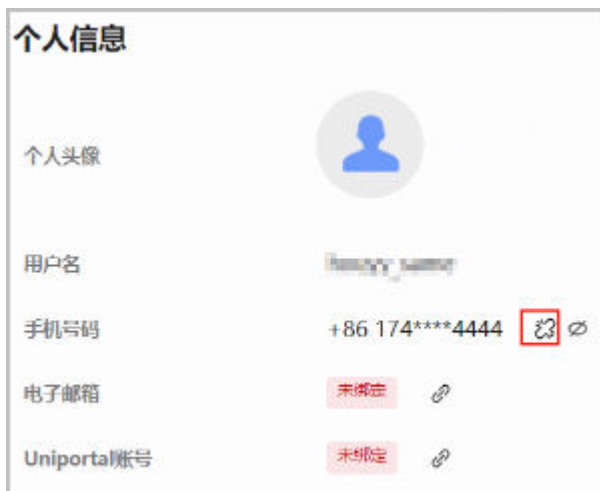 个人信息
个人头像
用户名
手机号码 +86 174****4444
电子邮箱 未绑定
Uniportal账号 未绑定